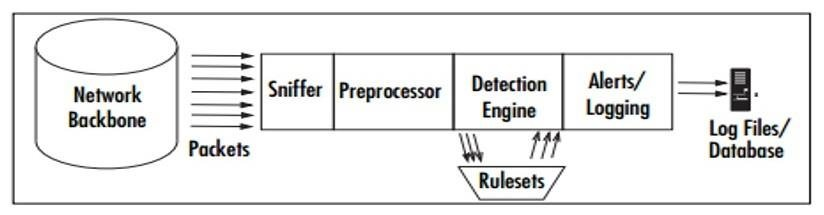 Network
Backbone
Packets
Sniffer
Preprocessor
Detection
Engine
Alerts/
Logging
Rulesets
Log Files/
Database